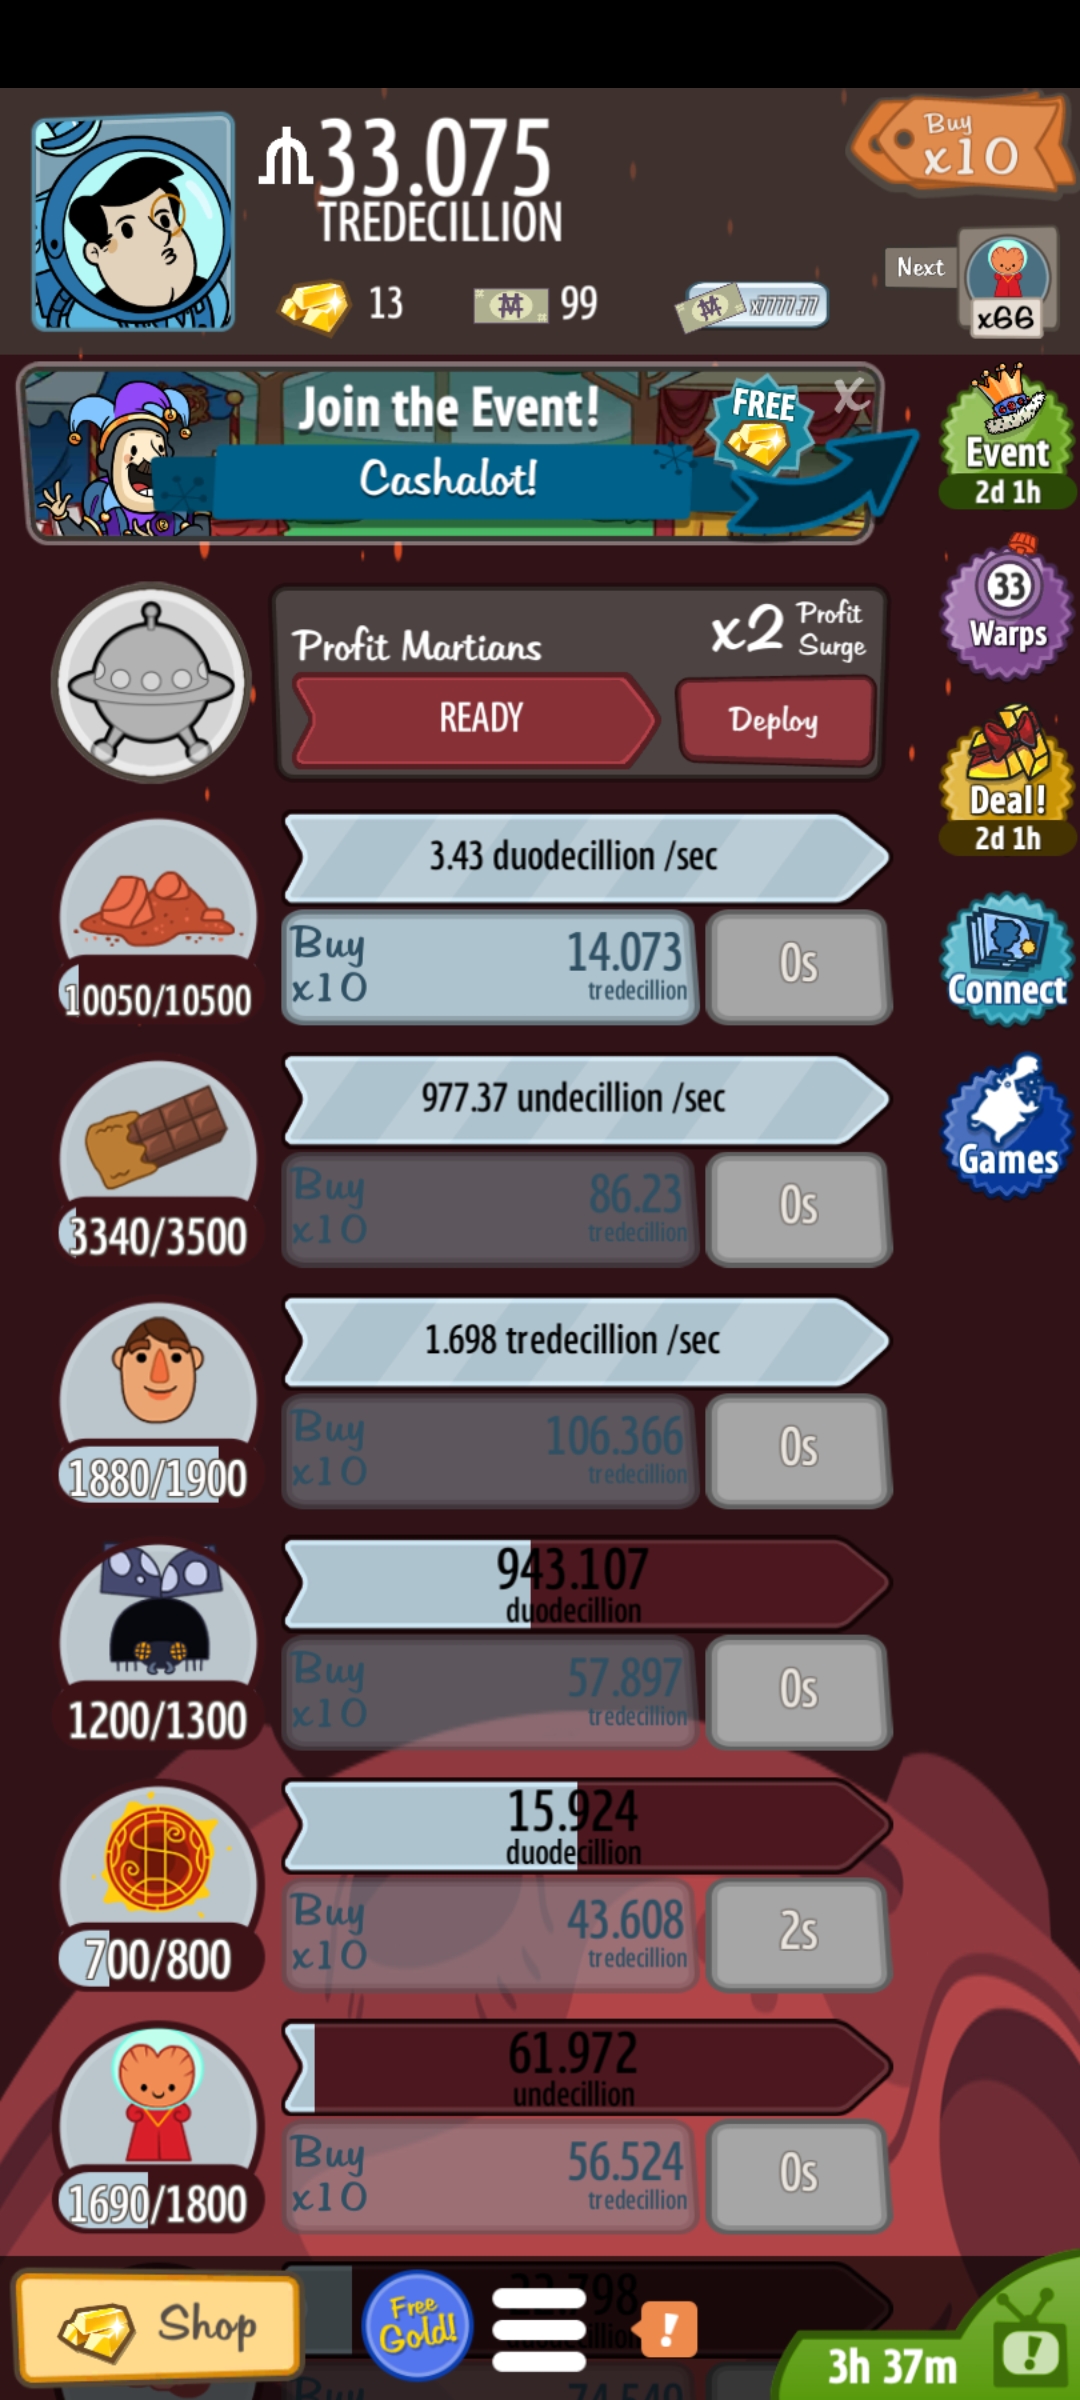 33.075
TREDECILLION
Buy
x10
13
99
x7777.77
Next
x66
Join the Event!
Cashalot!
FREE
X
Event
2d 1h
33
Warps
Profit Martians
x2 Profit
Surge
READY
Deploy
Deal!
2d 1h
3.43 duodecillion /sec
Buy
x10
14.073
tredecillion
0s
10050/10500
Connect
977.37 undecillion /sec
Buy
x10
86.23
tredecillion
0s
3340/3500
Games
1.698 tredecillion /sec
Buy
x10
106.366
tredecillion
0s
1880/1900
943.107
duodecillion
Buy
x10
57.897
tredecillion
0s
1200/1300
15.924
duodecillion
Buy
x10
43.608
tredecillion
2s
700/800
61.972
undecillion
Buy
x10
56.524
tredecillion
0s
1690/1800
Shop
Free
Gold!
!
3h 37m
!